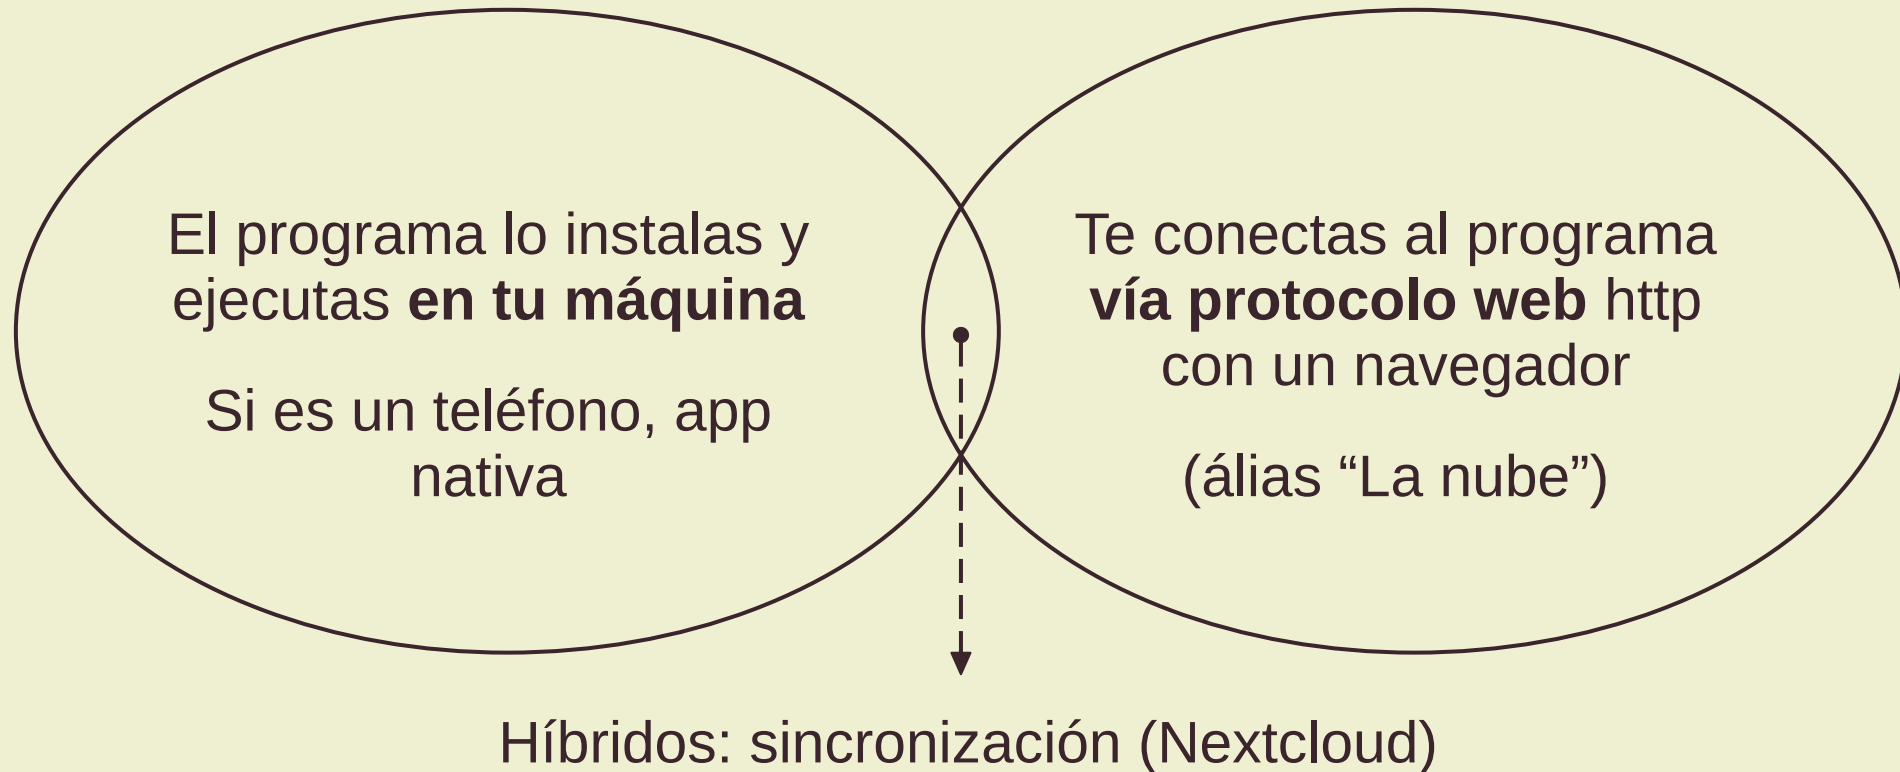 El programa lo instalas y
ejecutas en tu máquina
Si es un teléfono, app
nativa
Te conectas al programa
vía protocolo web http
con un navegador
(álias “La nube”)
Híbridos: sincronización (Nextcloud)